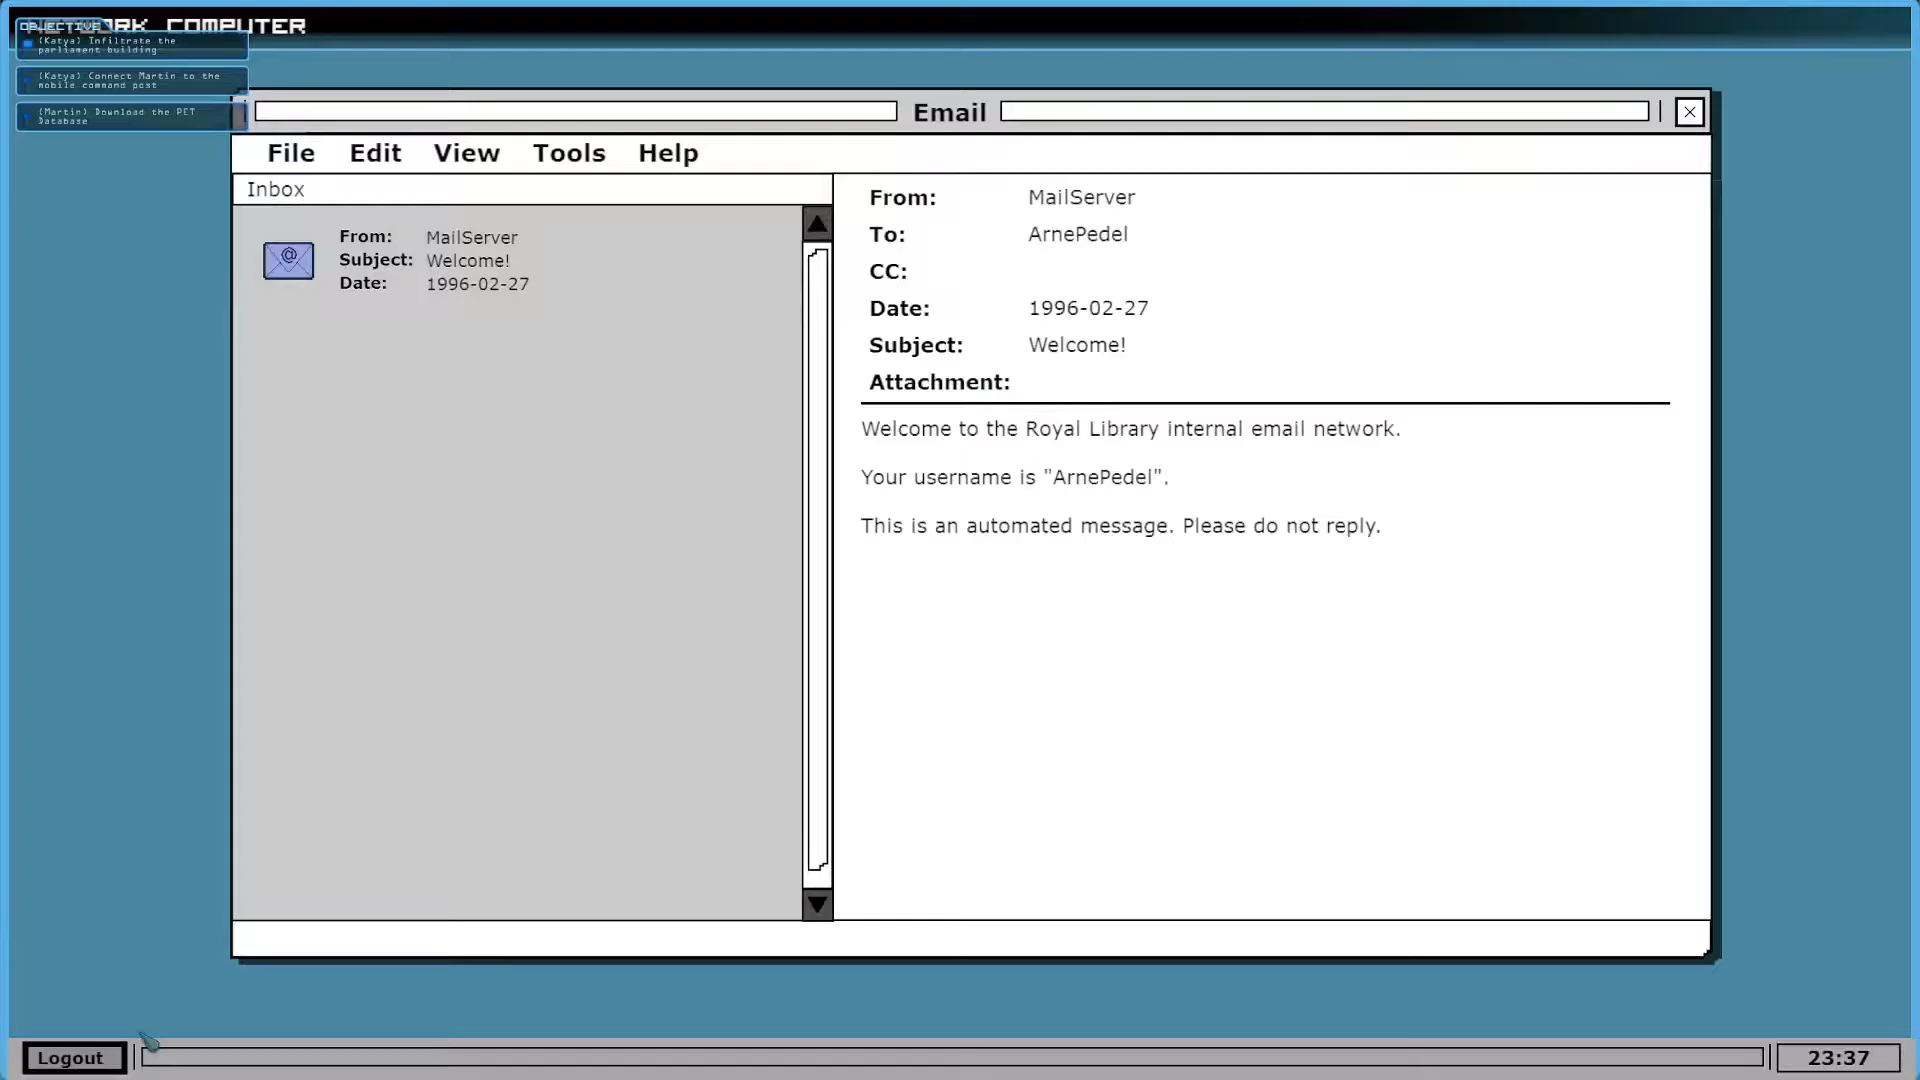 OBJECTIVE
RK COMPUTER
(Katya) Infiltrate the
parliament building
(Katya) Connect Martin to the
mobile command post
(Martin) Download the PET
Database
Email
File Edit View Tools Help
Inbox
From: MailServer
Subject: Welcome!
Date: 1996-02-27
From: MailServer
To: ArnePedel
CC:
Date: 1996-02-27
Subject: Welcome!
Attachment:
Welcome to the Royal Library internal email network.
Your username is "ArnePedel".
This is an automated message. Please do not reply.
Logout
23:37